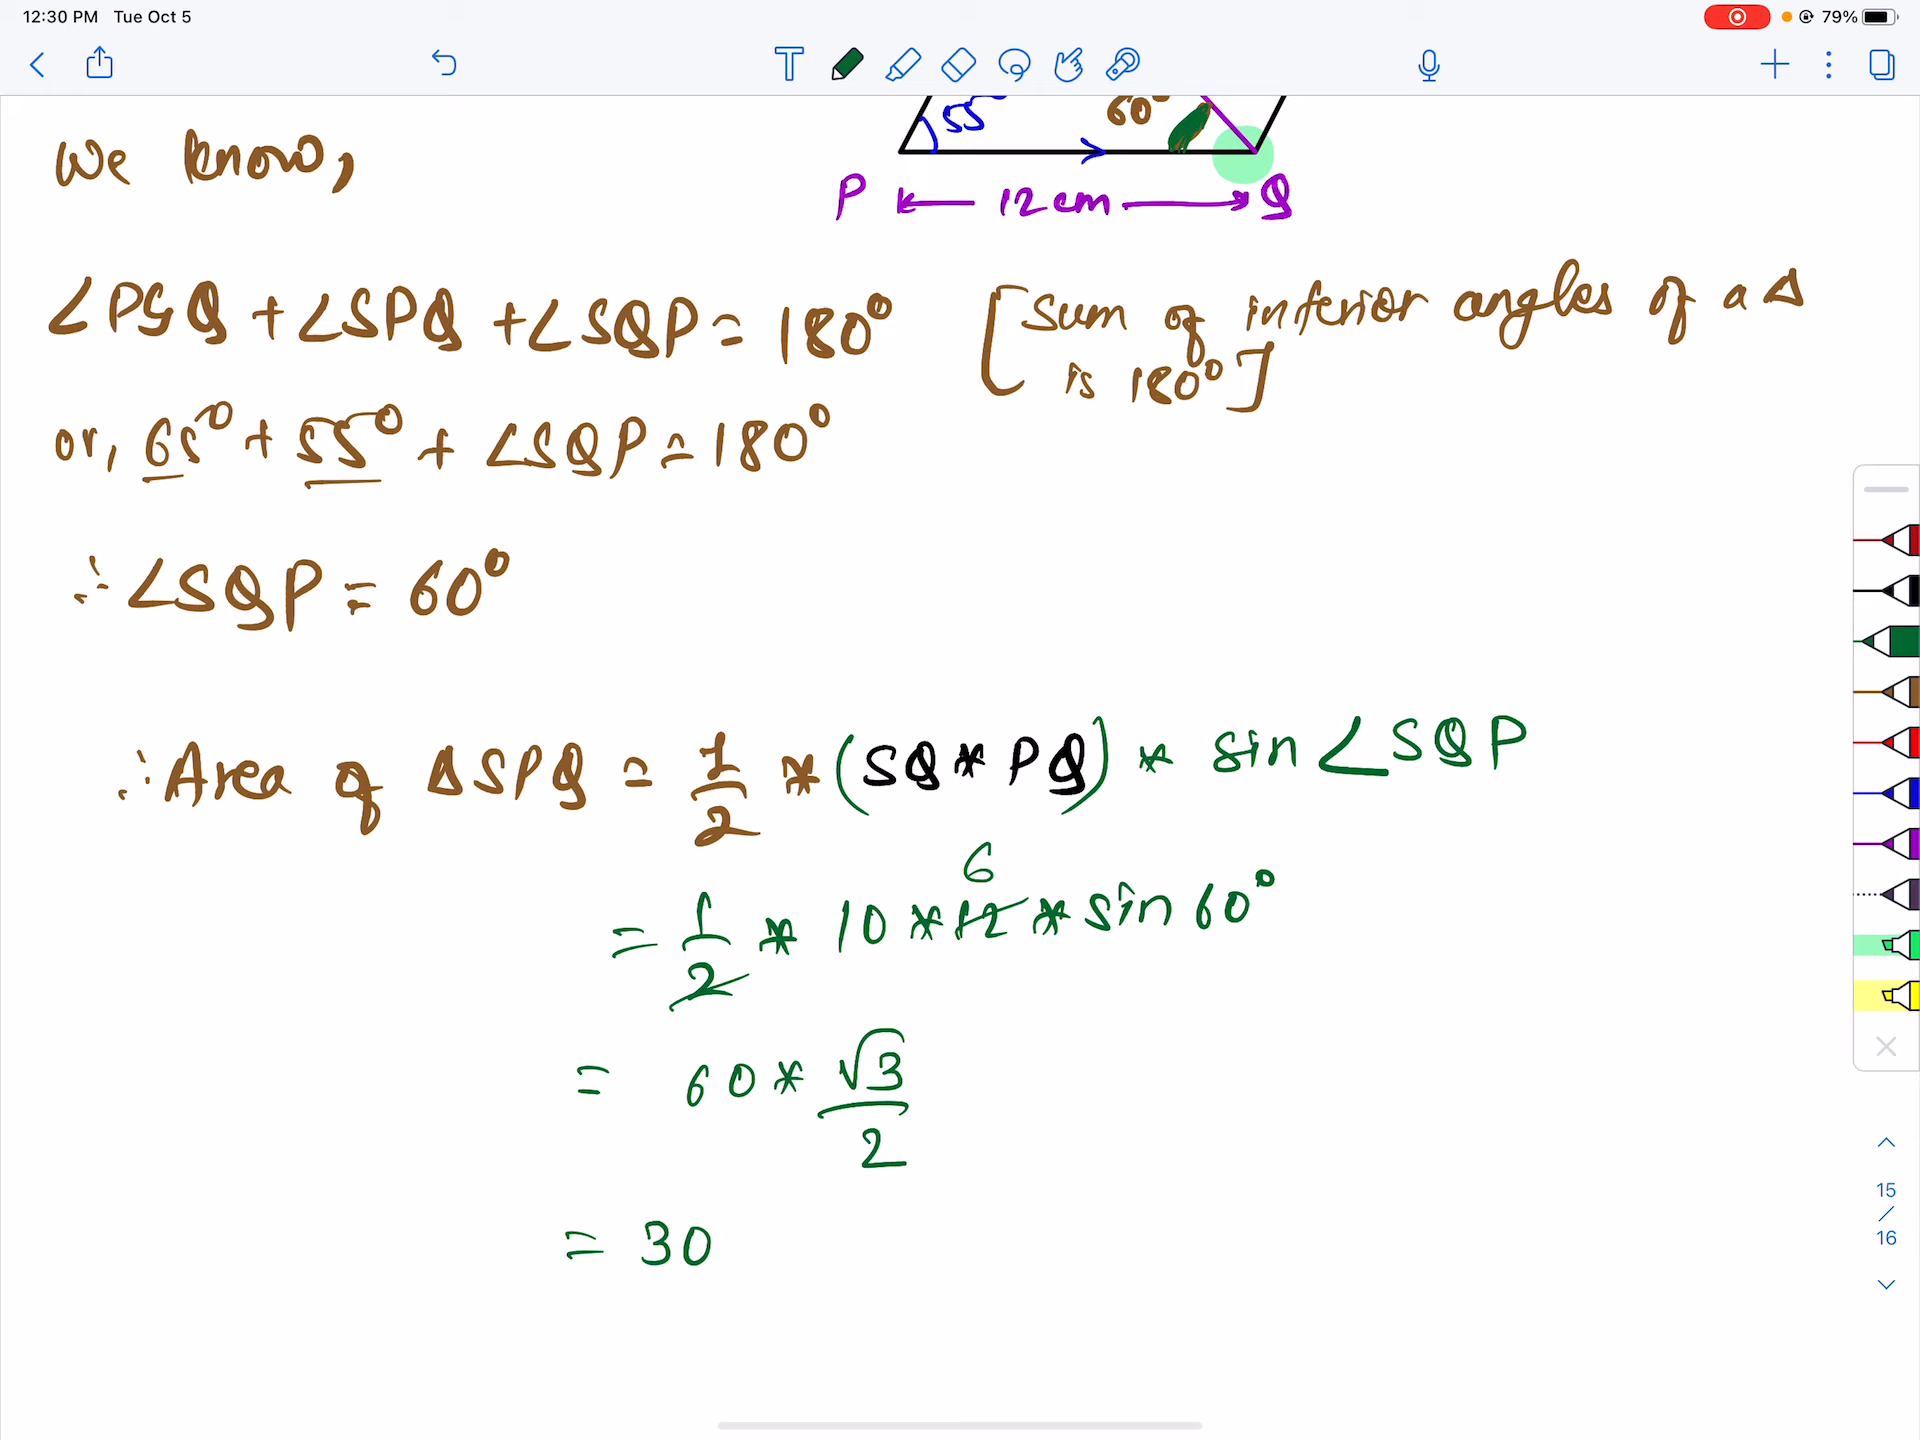 12:30 PM Tue Oct 5
79%
55° 60°
We know,
P 12cm Q
∠PSQ + ∠SPQ + ∠SQP = 180° [Sum of interior angles of a Δ
is 180°]
or, 65° + 55° + ∠SQP = 180°
∴ ∠SQP = 60°
∴ Area of ΔSPQ = 1/2 * (SQ * PQ) * sin ∠SQP
6
= 1/2 * 10 * 12 * sin 60°
= 60 * √3/2
= 30
15
/
16